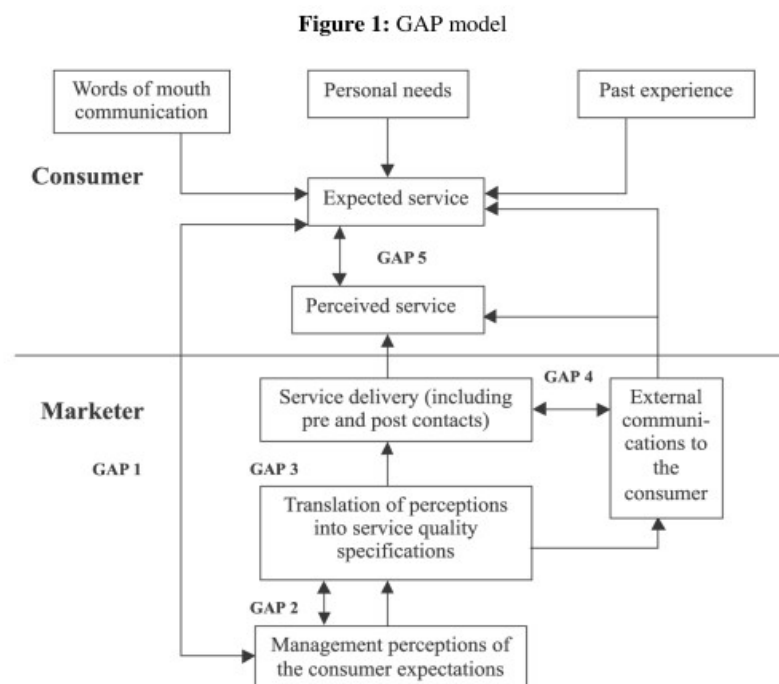 Figure 1: GAP model
Words of mouth
communication
Personal needs
Past experience
Consumer
Expected service
GAP 5
Perceived service
GAP 4
Marketer
Service delivery (including
pre and post contacts)
External
communi-
cations to
the
consumer
GAP 1
GAP 3
Translation of perceptions
into service quality
specifications
GAP 2
Management perceptions of
the consumer expectations